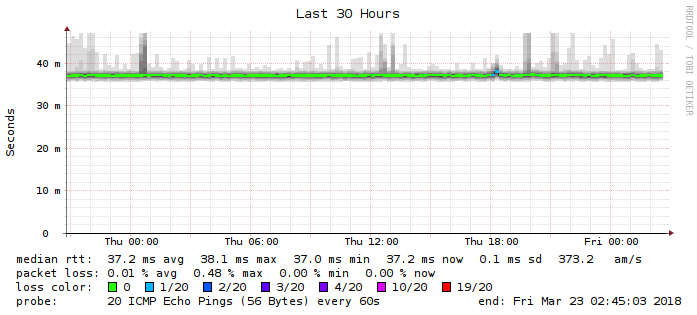 Last 30 Hours
RRDTOOL / TOBI OETIKER
Seconds
40 m
30 m
20 m
10 m
0
Thu 00:00 Thu 06:00 Thu 12:00 Thu 18:00 Fri 00:00
median rtt: 37.2 ms avg 38.1 ms max 37.0 ms min 37.2 ms now 0.1 ms sd 373.2 am/s
packet loss: 0.01 % avg 0.48 % max 0.00 % min 0.00 % now
loss color: 0 1/20 2/20 3/20 4/20 10/20 19/20
probe: 20 ICMP Echo Pings (56 Bytes) every 60s end: Fri Mar 23 02:45:03 2018